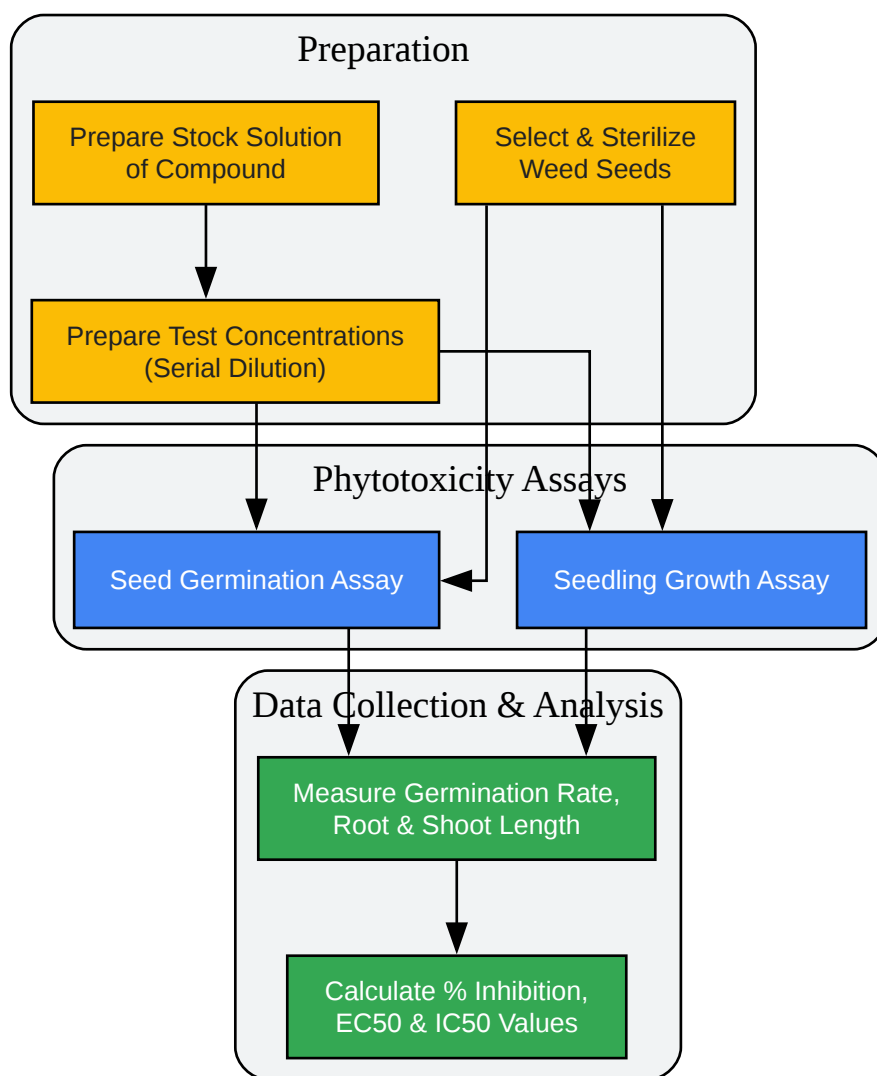 Preparation
Prepare Stock Solution
of Compound
Select & Sterilize
Weed Seeds
Prepare Test Concentrations
(Serial Dilution)
Phytotoxicity Assays
Seed Germination Assay
Seedling Growth Assay
Data Collection & Analysis
Measure Germination Rate,
Root & Shoot Length
Calculate % Inhibition,
EC50 & IC50 Values